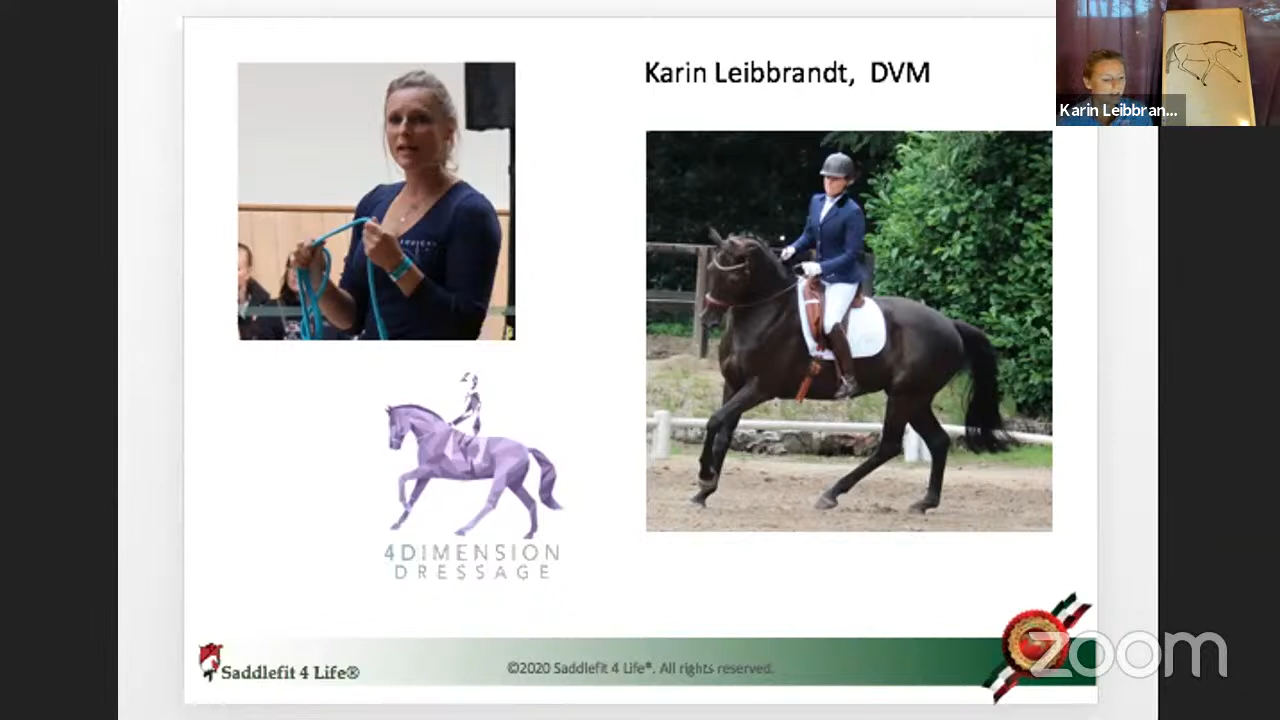 Karin Leibbrandt, DVM
Karin Leibbran...
4DIMENSION
DRESSAGE
Saddlefit 4 Life®
©2020 Saddlefit 4 Life®. All rights reserved.
zoom